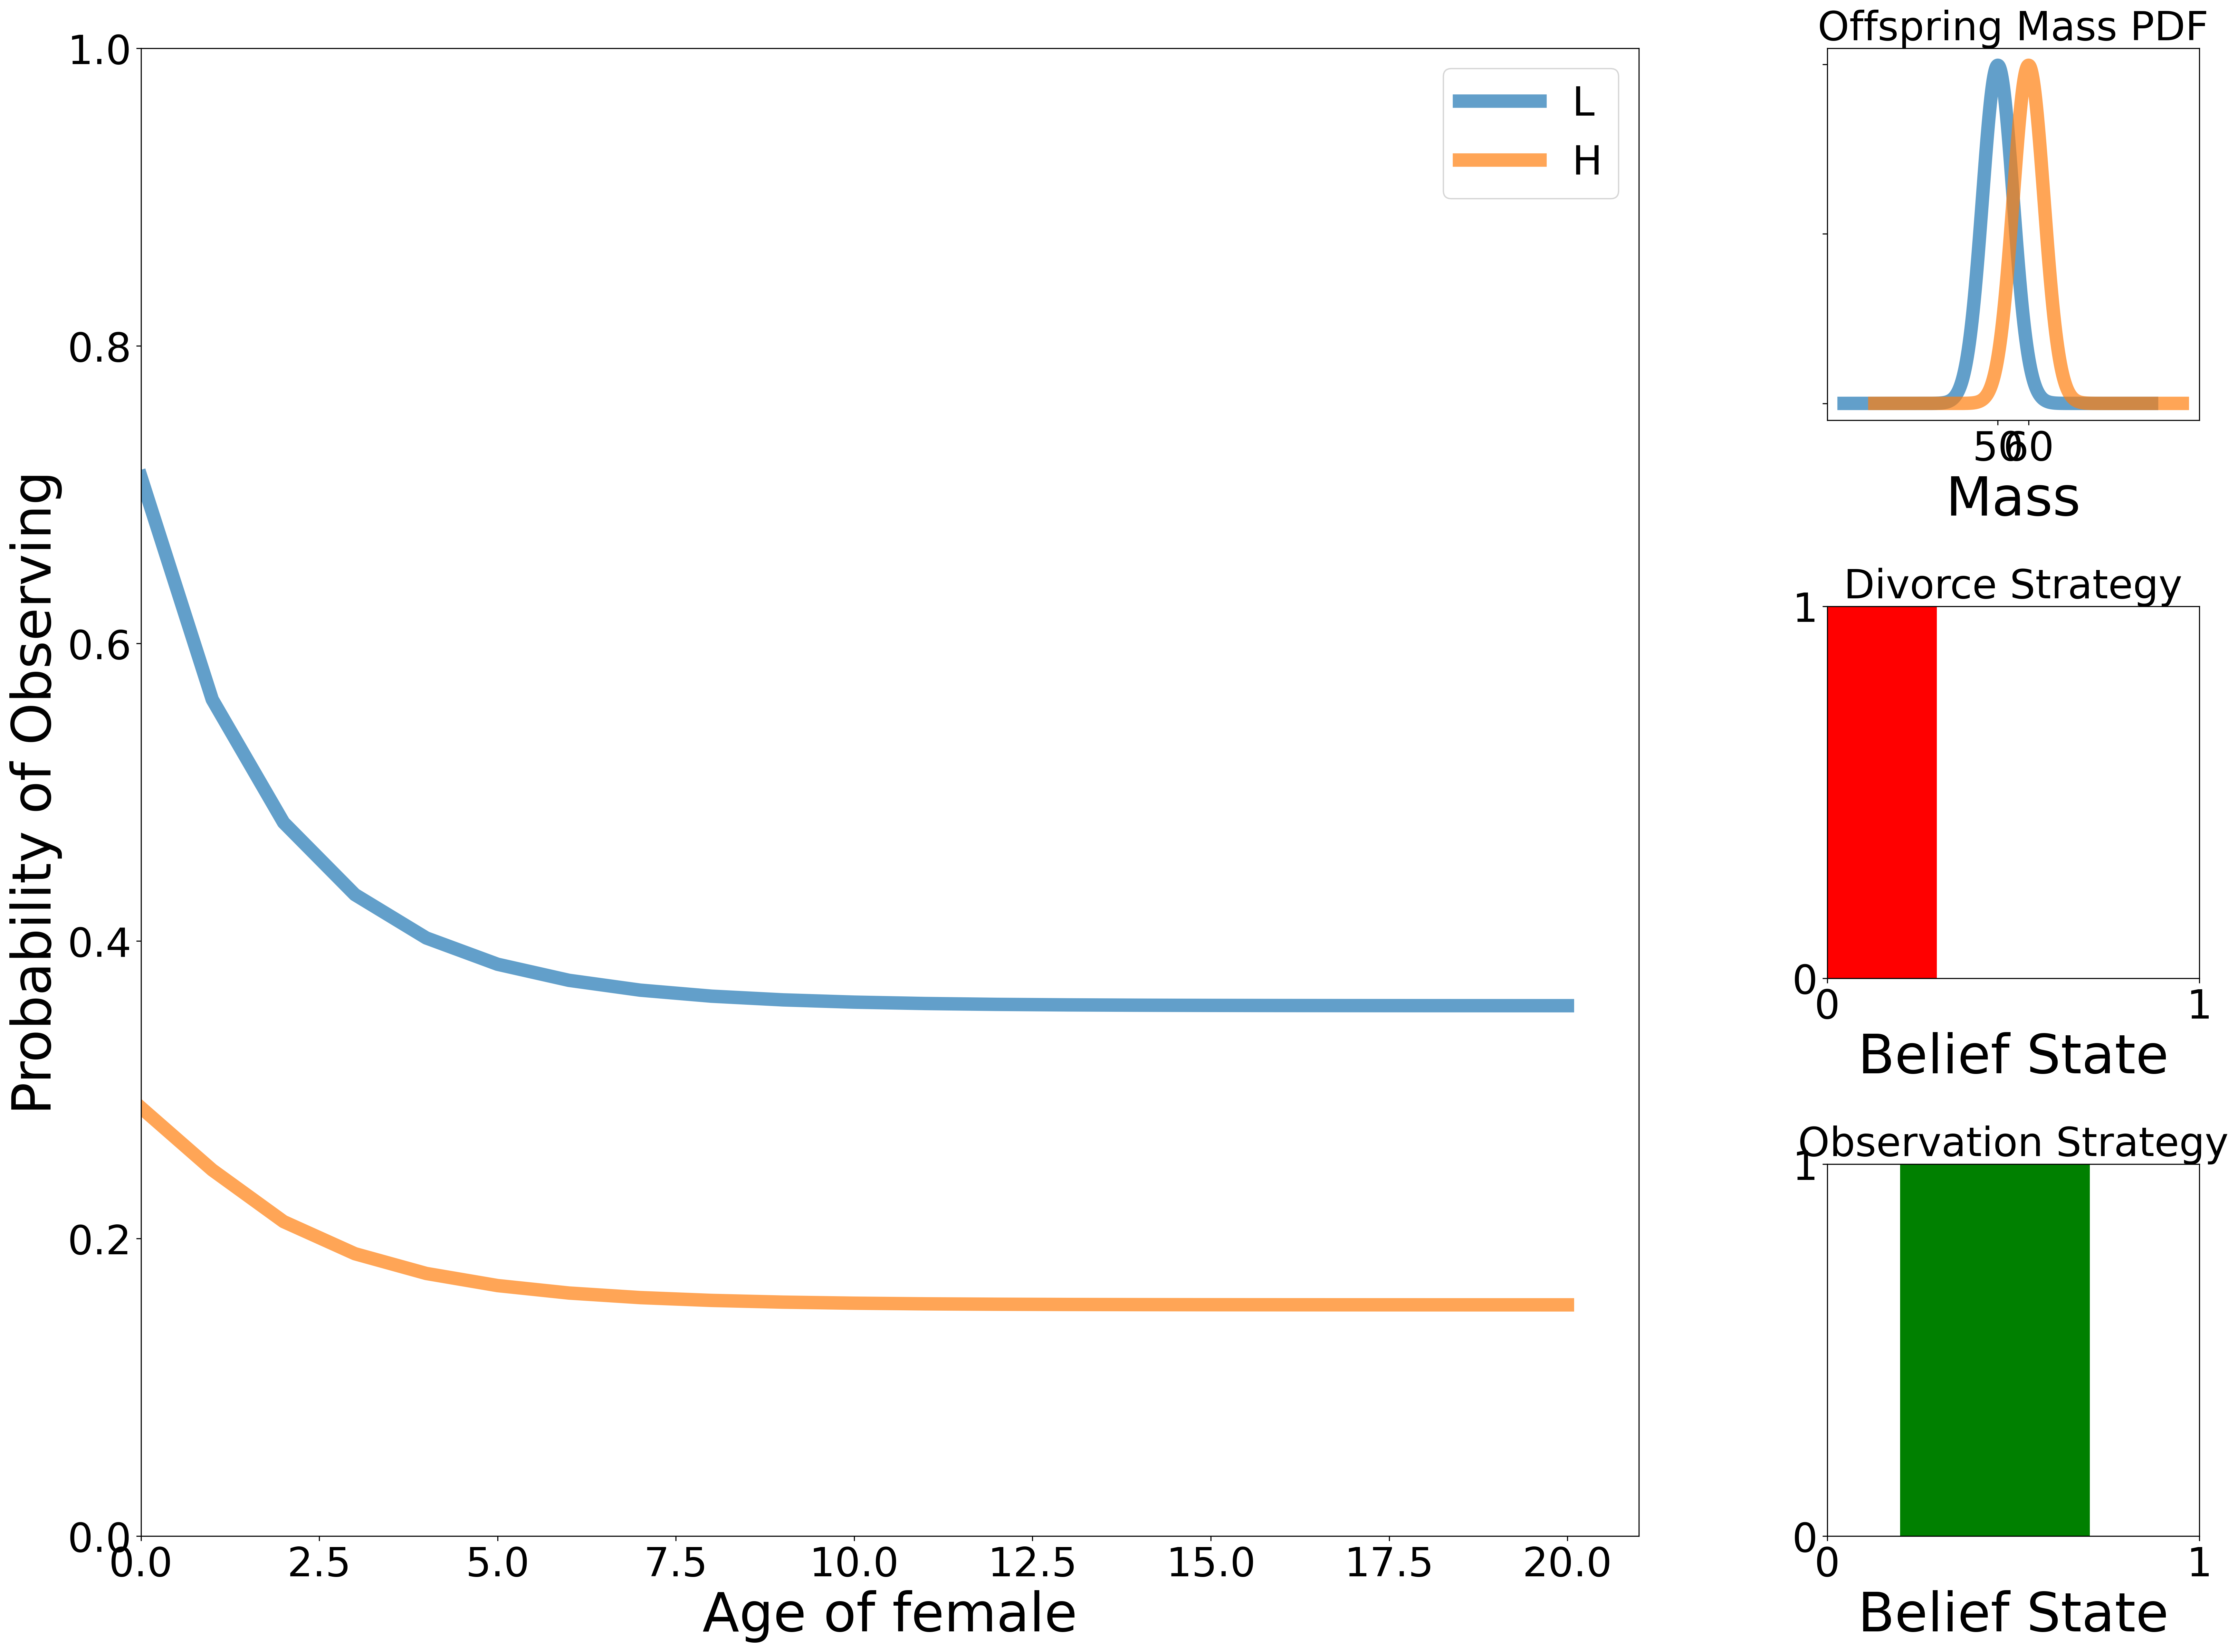 Probability of Observing
1.0
0.8
0.6
0.4
0.2
0.0
0.0 2.5 5.0 7.5 10.0 12.5 15.0 17.5 20.0
Age of female
L
H
Offspring Mass PDF
50 60
Mass
Divorce Strategy
1
0
0 1
Belief State
Observation Strategy
1
0
0 1
Belief State